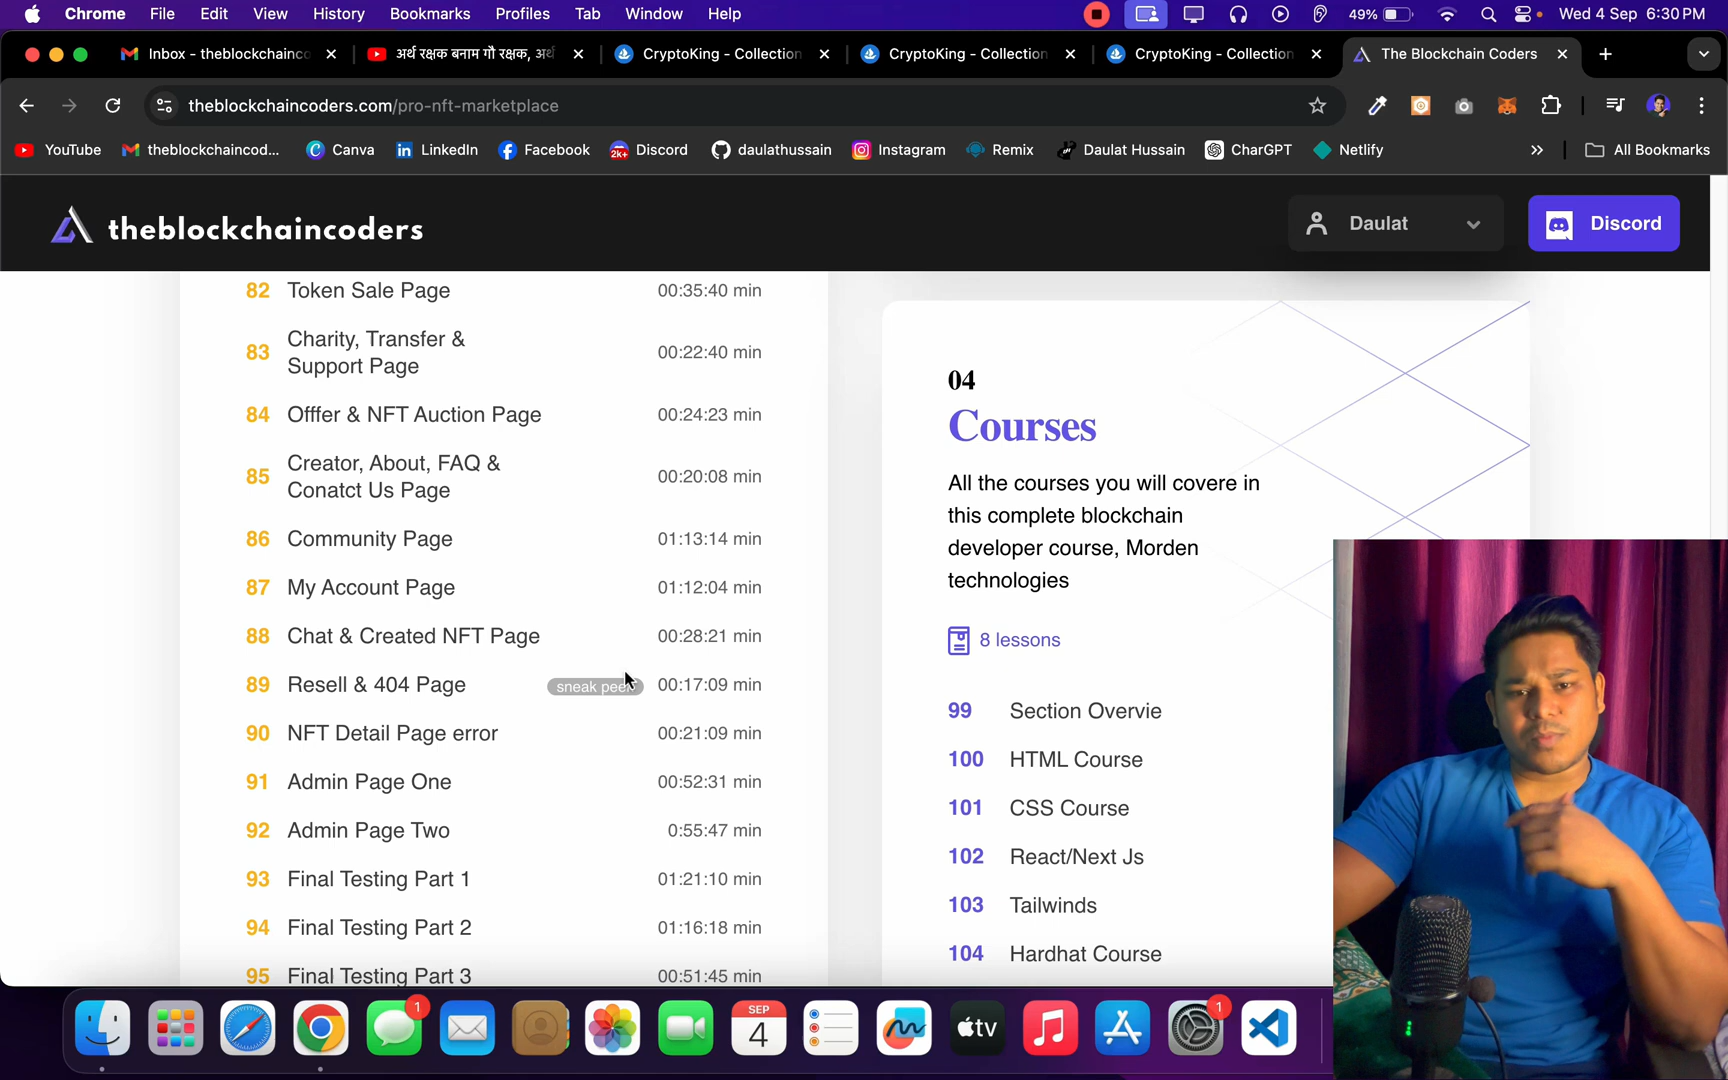 Chrome File Edit View History Bookmarks Profiles Tab Window Help 49% Wed 4 Sep 6:30 PM
Inbox - theblockchainco अर्थ रक्षक बनाम गौ रक्षक, अर्थ CryptoKing - Collection CryptoKing - Collection CryptoKing - Collection The Blockchain Coders
theblockchaincoders.com/pro-nft-marketplace
YouTube theblockchaincod... Canva LinkedIn Facebook 2K+ Discord daulathussain Instagram Remix Daulat Hussain CharGPT Netlify » All Bookmarks
theblockchaincoders Daulat Discord
82 Token Sale Page 00:35:40 min
83 Charity, Transfer &
Support Page 00:22:40 min
84 Offfer & NFT Auction Page 00:24:23 min
85 Creator, About, FAQ &
Conatct Us Page 00:20:08 min
86 Community Page 01:13:14 min
87 My Account Page 01:12:04 min
88 Chat & Created NFT Page 00:28:21 min
89 Resell & 404 Page sneak peek 00:17:09 min
90 NFT Detail Page error 00:21:09 min
91 Admin Page One 00:52:31 min
92 Admin Page Two 0:55:47 min
93 Final Testing Part 1 01:21:10 min
94 Final Testing Part 2 01:16:18 min
95 Final Testing Part 3 00:51:45 min
04
Courses
All the courses you will covere in
this complete blockchain
developer course, Morden
technologies
8 lessons
99 Section Overvie
100 HTML Course
101 CSS Course
102 React/Next Js
103 Tailwinds
104 Hardhat Course
1 SEP 4 tv 1